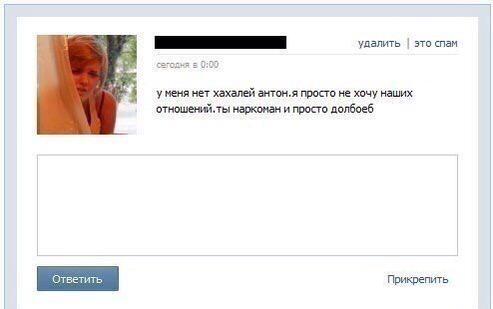 удалить | это спам
сегодня в 0:00
у меня нет хахалей антон.я просто не хочу наших
отношений.ты наркоман и просто долбоеб
Ответить
Прикрепить